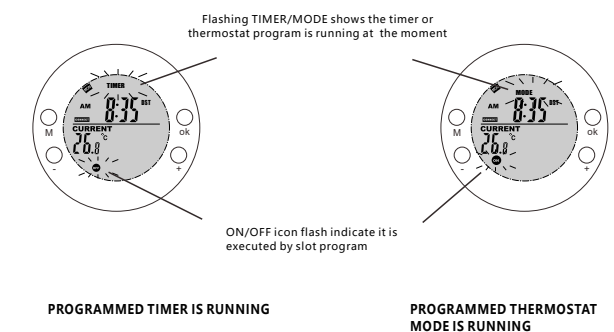 Flashing TIMER/MODE shows the timer or
thermostat program is running at the moment
TIMER
AM 8:35 DST
CURRENT
26.8 °C
M ok
- +
MODE
AM 8:35 DST
CURRENT
26.8 °C
ON
M ok
- +
ON/OFF icon flash indicate it is
executed by slot program
PROGRAMMED TIMER IS RUNNING
PROGRAMMED THERMOSTAT
MODE IS RUNNING